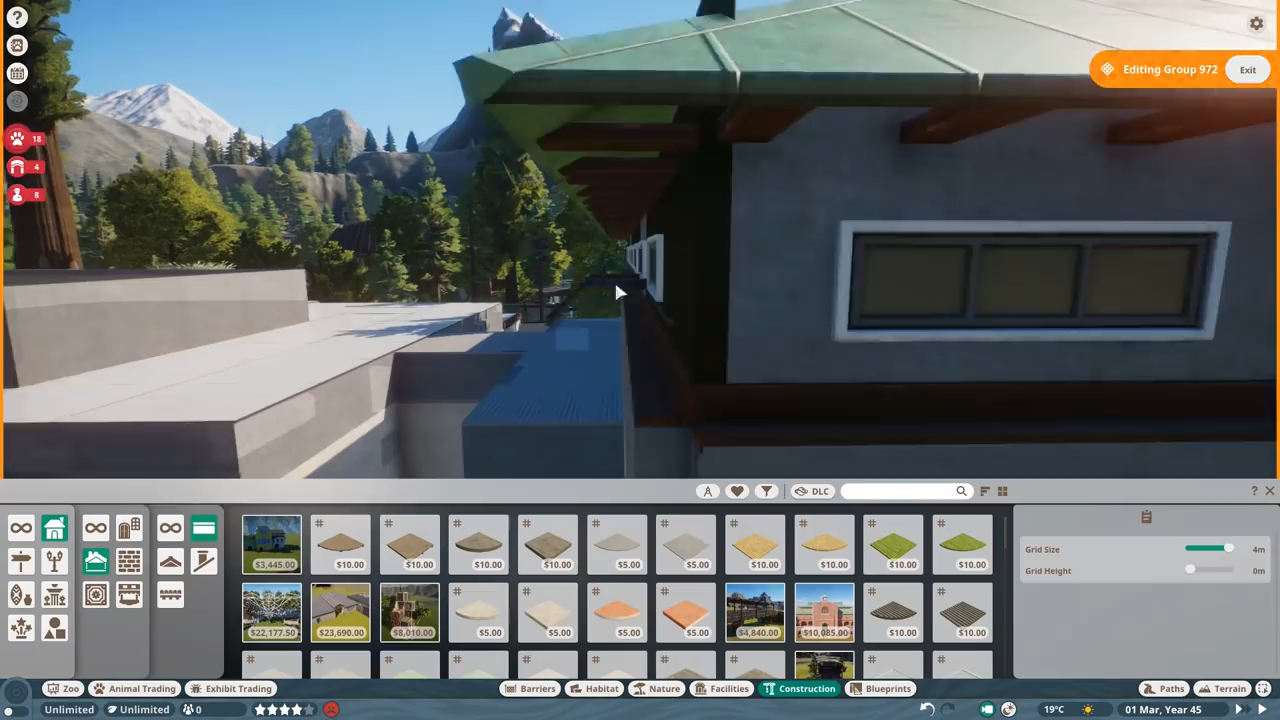 ?
Editing Group 972
Exit
18
4
8
DLC
? ×
$3,445.00
$10.00
$10.00
$10.00
$10.00
$5.00
$5.00
$10.00
$10.00
$10.00
$10.00
$22,177.50
$23,690.00
$8,010.00
$5.00
$5.00
$5.00
$5.00
$4,840.00
$10,085.00
$10.00
$10.00
Grid Size 4m
Grid Height 0m
Zoo
Animal Trading
Exhibit Trading
Barriers
Habitat
Nature
Facilities
Construction
Blueprints
Paths
Terrain
Unlimited
Unlimited
0
19°C
01 Mar, Year 45